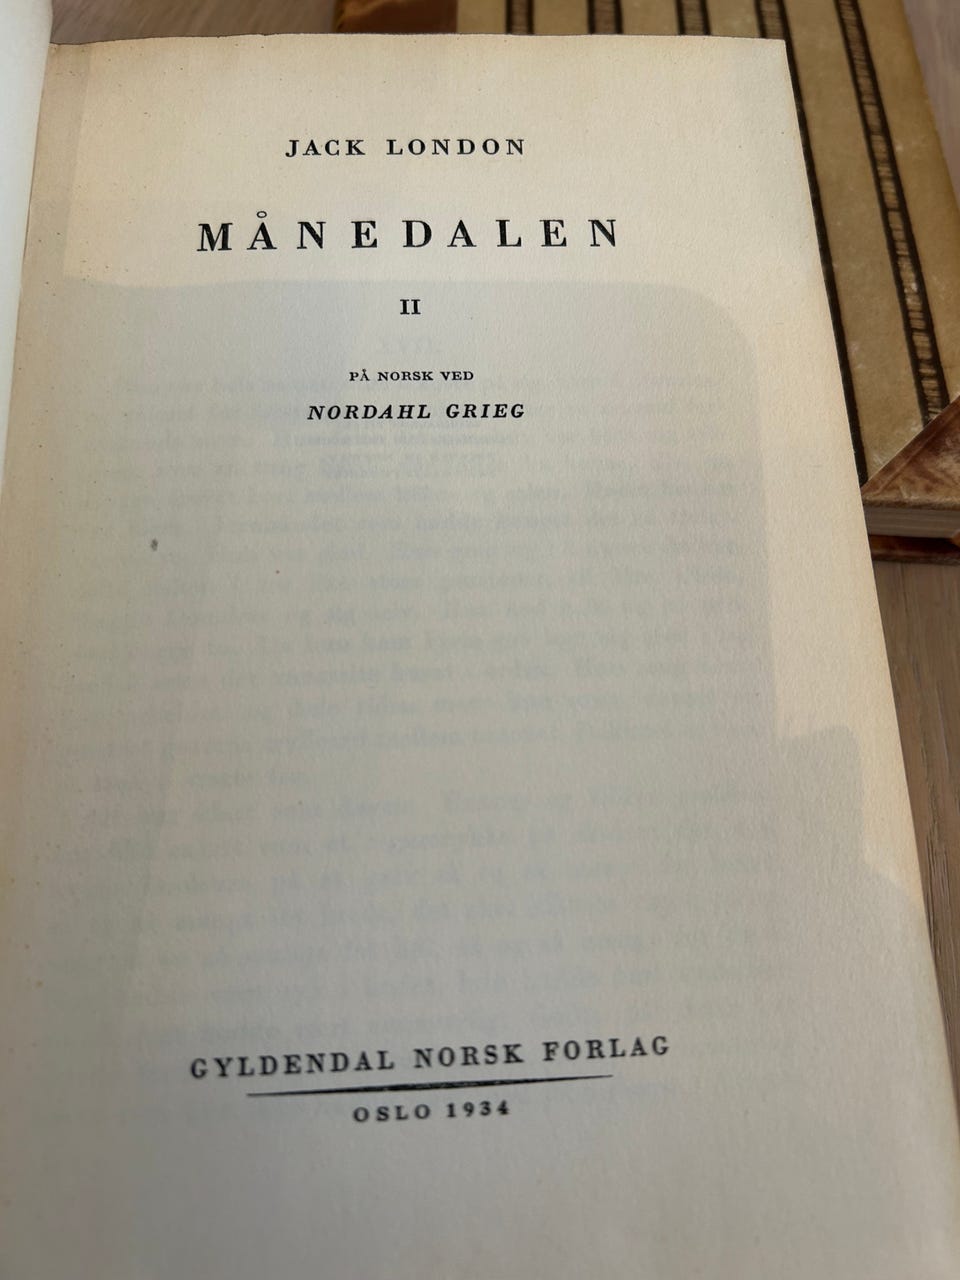 JACK LONDON
MÅNEDALEN
II
PÅ NORSK VED
NORDAHL GRIEG
GYLDENDAL NORSK FORLAG
OSLO 1934